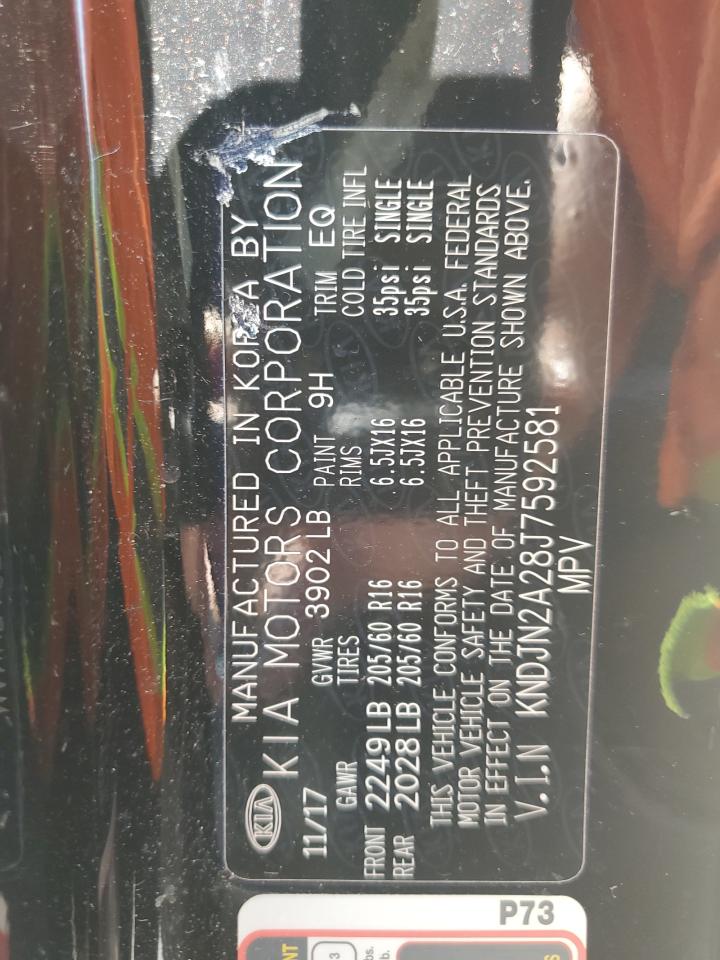 MANUFACTURED IN KOREA BY
KIA KIA MOTORS CORPORATION
11/17 GVWR 3902 LB PAINT 9H TRIM EQ
GAWR TIRES RIMS COLD TIRE INFL
FRONT 2249 LB 205/60 R16 6.5JX16 35psi SINGLE
REAR 2028 LB 205/60 R16 6.5JX16 35psi SINGLE
THIS VEHICLE CONFORMS TO ALL APPLICABLE U.S.A. FEDERAL
MOTOR VEHICLE SAFETY AND THEFT PREVENTION STANDARDS
IN EFFECT ON THE DATE OF MANUFACTURE SHOWN ABOVE.
V.I.N KNDJN2A28J7592581
MPV
P73